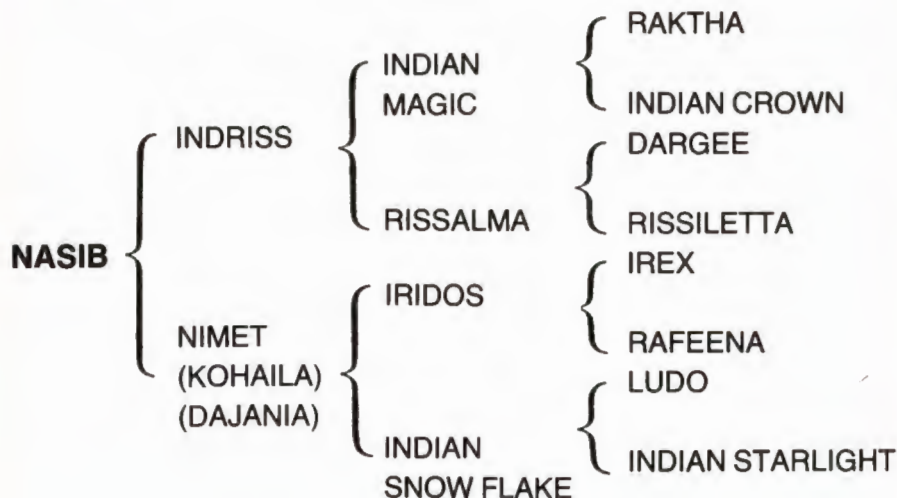 RAKTHA
INDIAN
MAGIC
INDIAN CROWN
INDRISS
DARGEE
RISSALMA
RISSILETTA
NASIB
IREX
IRIDOS
NIMET
(KOHAILA)
(DAJANIA)
RAFEENA
LUDO
INDIAN
SNOW FLAKE
INDIAN STARLIGHT